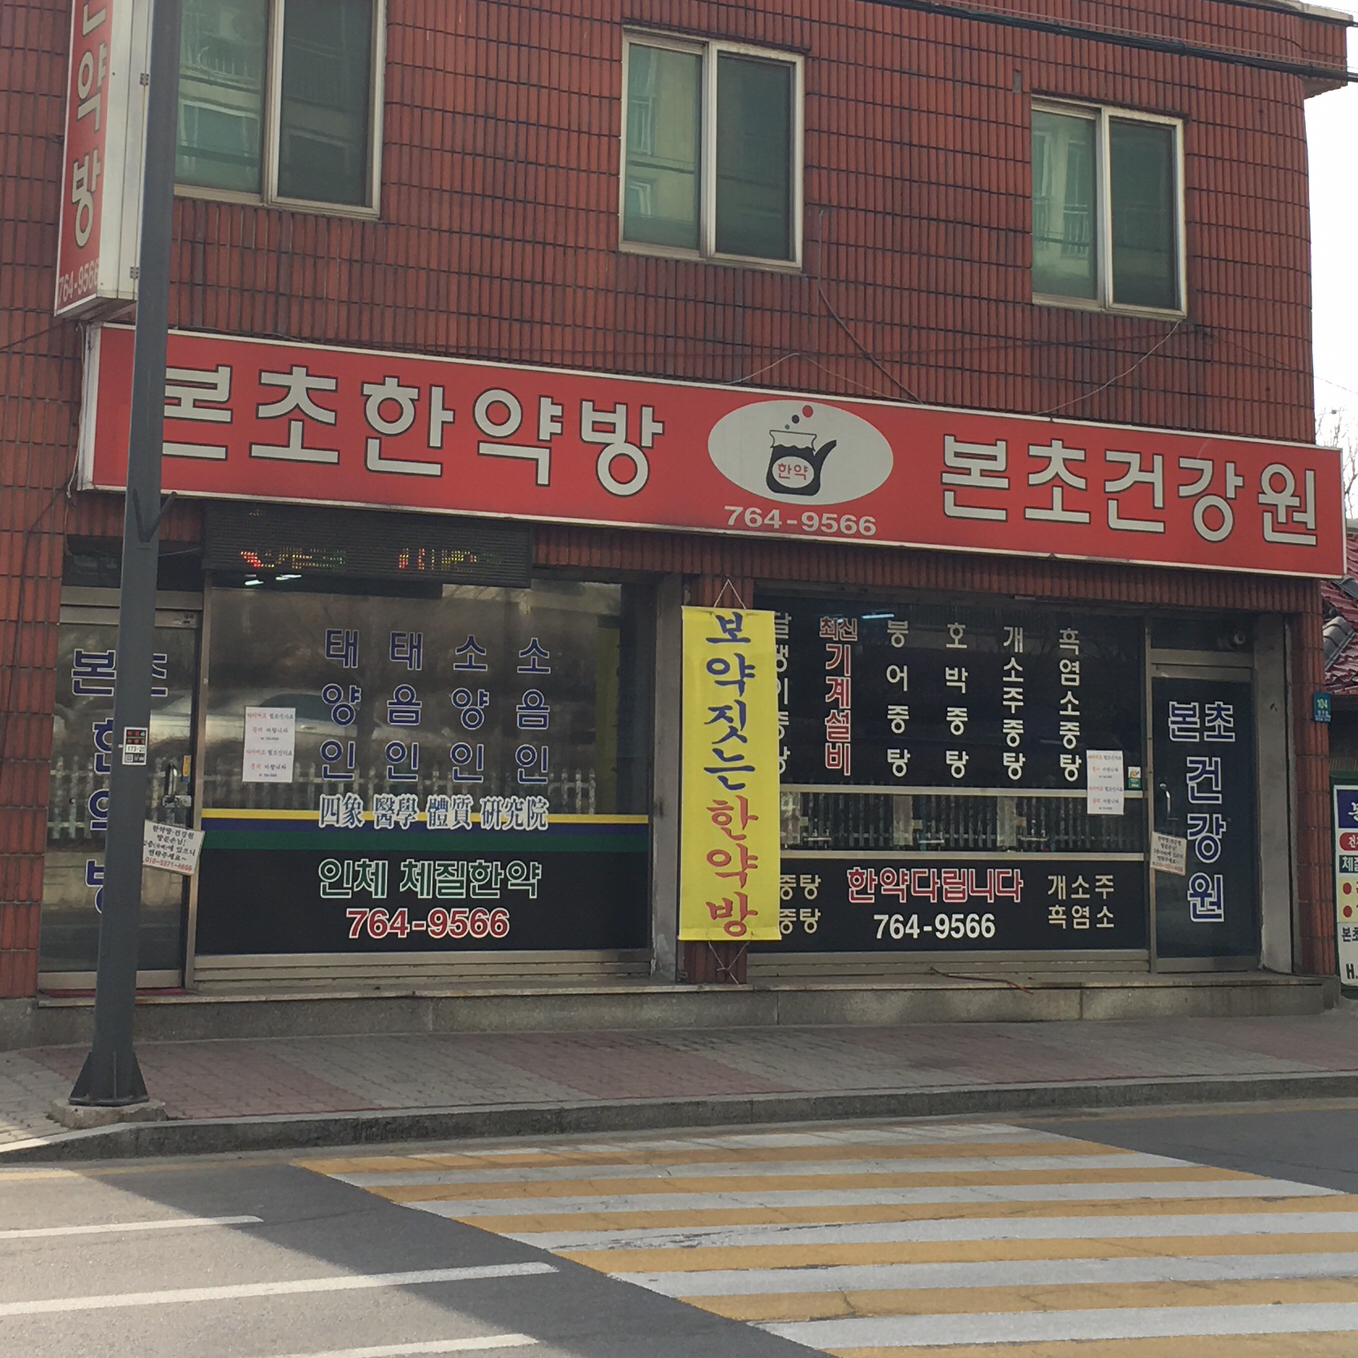 약방
764-9566
본초한약방
한약
764-9566
본초건강원
본초
태양인
태음인
소양인
소음인
四象 醫學 體質 硏究院
인체 체질한약
764-9566
보약짓는한약방
최신기계설비
붕어중탕
호박중탕
개소주중탕
흑염소중탕
중탕
중탕
한약다립니다
764-9566
개소주
흑염소
본초건강원
104